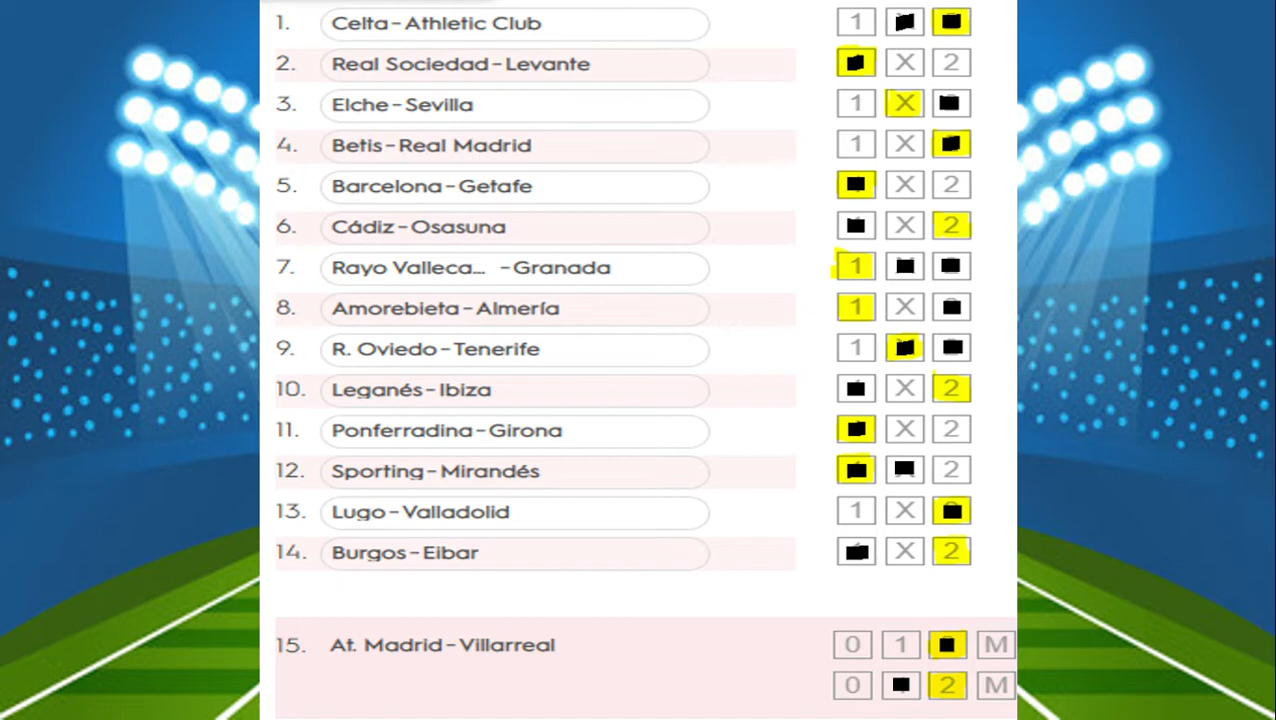 1. Celta - Athletic Club 1
2. Real Sociedad - Levante X 2
3. Elche - Sevilla 1 X
4. Betis - Real Madrid 1 X
5. Barcelona - Getafe X 2
6. Cádiz - Osasuna X 2
7. Rayo Valleca... - Granada 1
8. Amorebieta - Almería 1 X
9. R. Oviedo - Tenerife 1
10. Leganés - Ibiza X 2
11. Ponferradina - Girona X 2
12. Sporting - Mirandés 2
13. Lugo - Valladolid 1 X
14. Burgos - Eibar X 2
15. At. Madrid - Villarreal 0 1 M
0 2 M